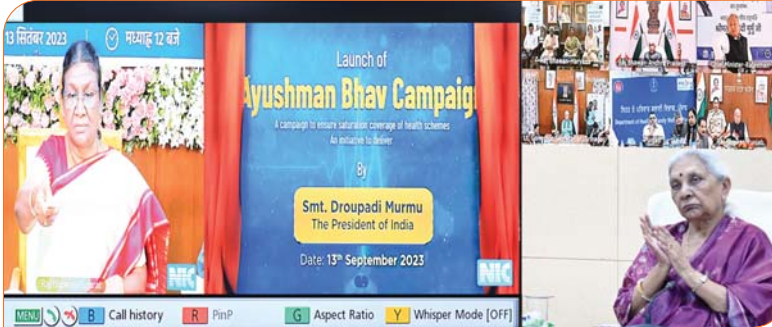 13 सितंबर 2023
मध्याह्न 12 बजे
Launch of
Ayushman Bhav Campaig
A campaign to ensure saturation coverage of health schemes
An initiative to deliver
By
Smt. Droupadi Murmu
The President of India
Date: 13th September 2023
NIC
NIC
MENU
B Call history
R PinP
G Aspect Ratio
Y Whisper Mode [OFF]